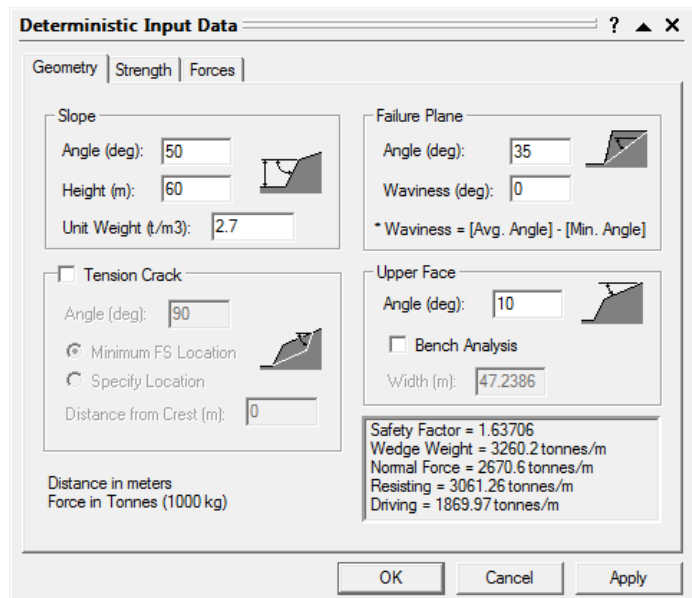 Deterministic Input Data
?
Geometry
Strength
Forces
Slope
Angle (deg): 50
Height (m): 60
Unit Weight (t/m3): 2.7
Failure Plane
Angle (deg): 35
Waviness (deg): 0
* Waviness = [Avg. Angle] - [Min. Angle]
Tension Crack
Angle (deg): 90
Minimum FS Location
Specify Location
Distance from Crest (m): 0
Upper Face
Angle (deg): 10
Bench Analysis
Width (m): 47.2386
Distance in meters
Force in Tonnes (1000 kg)
Safety Factor = 1.63706
Wedge Weight = 3260.2 tonnes/m
Normal Force = 2670.6 tonnes/m
Resisting = 3061.26 tonnes/m
Driving = 1869.97 tonnes/m
OK
Cancel
Apply